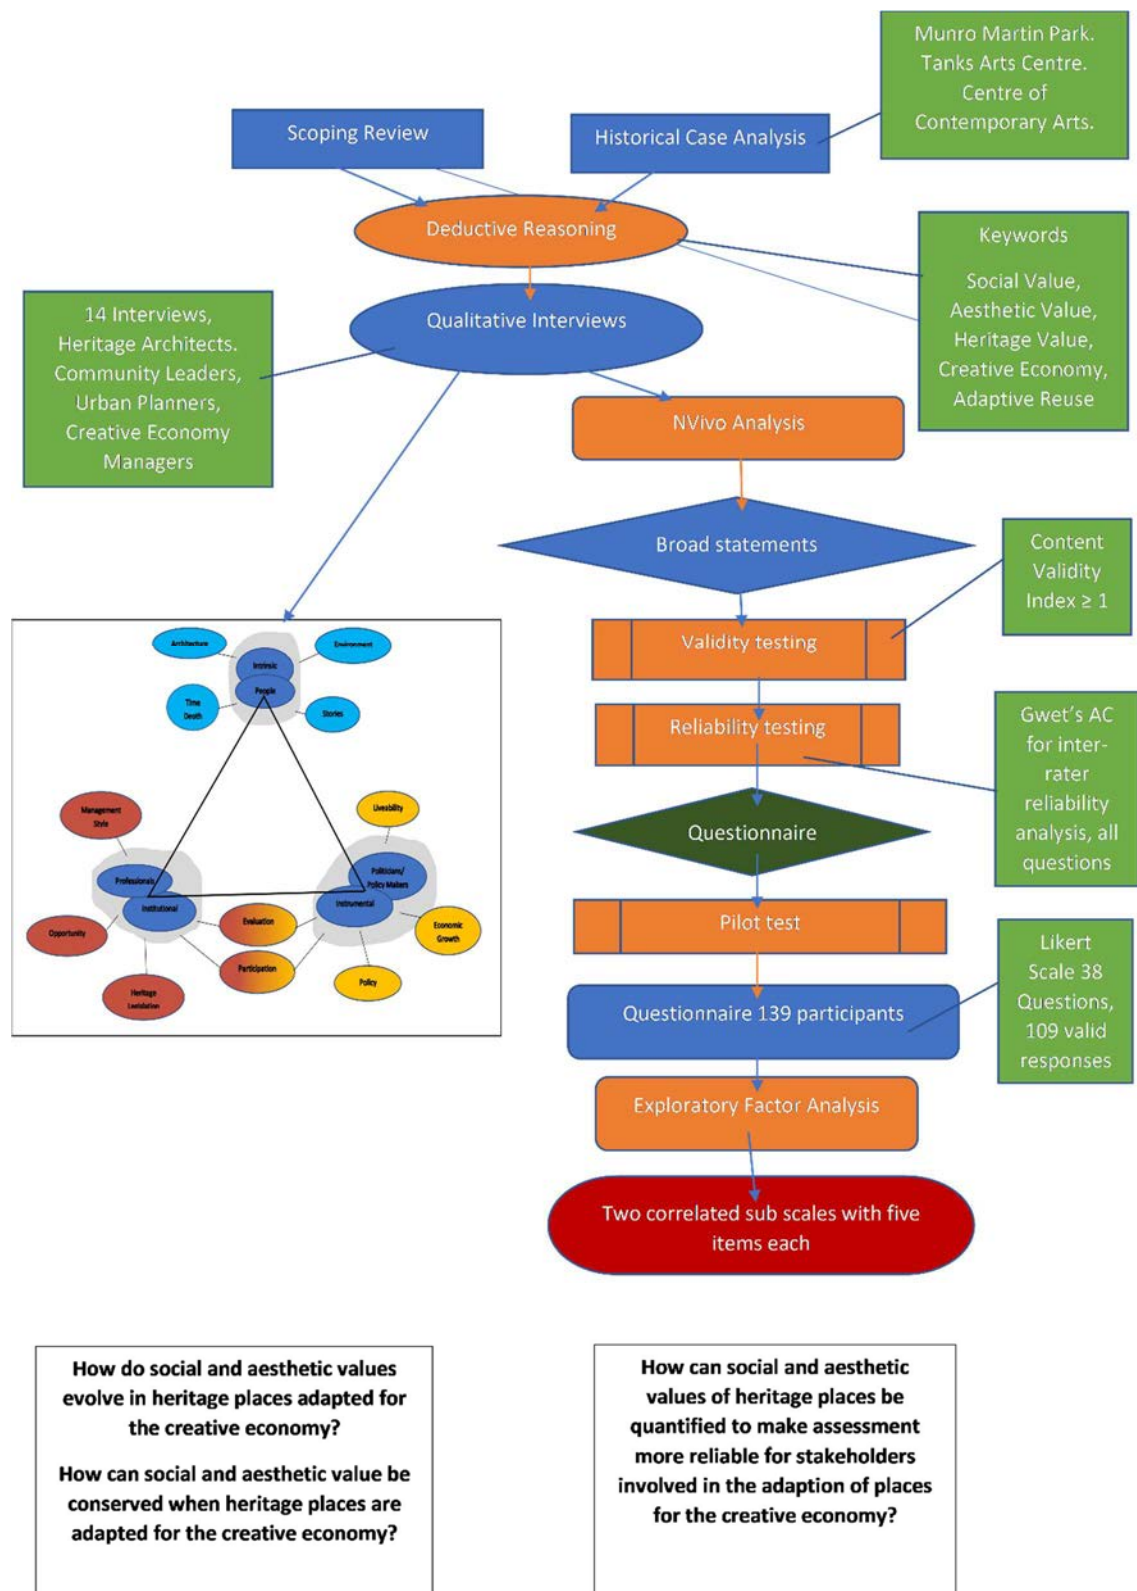 Munro Martin Park.
Tanks Arts Centre.
Centre of
Contemporary Arts.
Scoping Review
Historical Case Analysis
Deductive Reasoning
Keywords
Social Value,
Aesthetic Value,
Heritage Value,
Creative Economy,
Adaptive Reuse
14 Interviews,
Heritage Architects.
Community Leaders,
Urban Planners,
Creative Economy
Managers
Qualitative Interviews
NVivo Analysis
Broad statements
Content
Validity
Index ≥ 1
Validity testing
Reliability testing
Gwet's AC
for inter-
rater
reliability
analysis, all
questions
Questionnaire
Pilot test
Questionnaire 139 participants
Likert
Scale 38
Questions,
109 valid
responses
Exploratory Factor Analysis
Two correlated sub scales with five
items each
Architecture
Environment
Intrinsic
People
Time
Death
Stories
Management
Style
Liveability
Professionals
Politicians/
Policy Makers
Institutional
Instrumental
Evaluation
Opportunity
Economic
Growth
Participation
Policy
Heritage
How do social and aesthetic values
evolve in heritage places adapted for
the creative economy?
How can social and aesthetic value be
conserved when heritage places are
adapted for the creative economy?
How can social and aesthetic
values of heritage places be
quantified to make assessment
more reliable for stakeholders
involved in the adaption of places
for the creative economy?